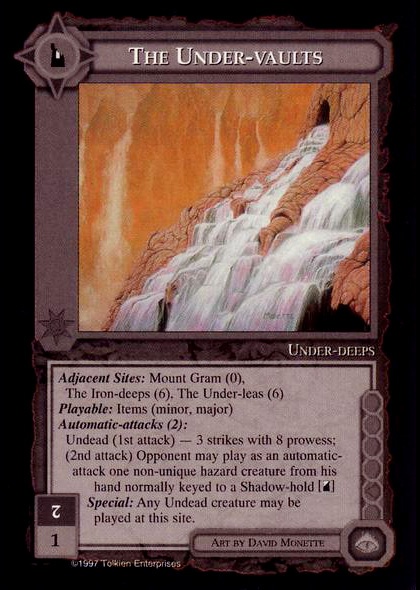 THE UNDER-VAULTS
MONETTE
UNDER-DEEPS
Adjacent Sites: Mount Gram (0),
The Iron-deeps (6), The Under-leas (6)
Playable: Items (minor, major)
Automatic-attacks (2):
Undead (1st attack) — 3 strikes with 8 prowess;
(2nd attack) Opponent may play as an automatic-
attack one non-unique hazard creature from his
hand normally keyed to a Shadow-hold []
Special: Any Undead creature may be
played at this site.
1
ART BY DAVID MONETTE
©1997 Tolkien Enterprises